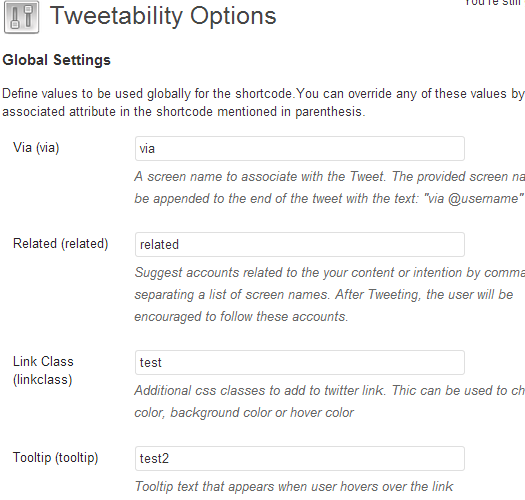 You're still
Tweetability Options
Global Settings
Define values to be used globally for the shortcode.You can override any of these values by
associated attribute in the shortcode mentioned in parenthesis.
Via (via)
via
A screen name to associate with the Tweet. The provided screen na
be appended to the end of the tweet with the text: "via @username"
Related (related)
related
Suggest accounts related to the your content or intention by comma
separating a list of screen names. After Tweeting, the user will be
encouraged to follow these accounts.
Link Class
(linkclass)
test
Additional css classes to add to twitter link. Thic can be used to ch
color, background color or hover color
Tooltip (tooltip)
test2
Tooltip text that appears when user hovers over the link